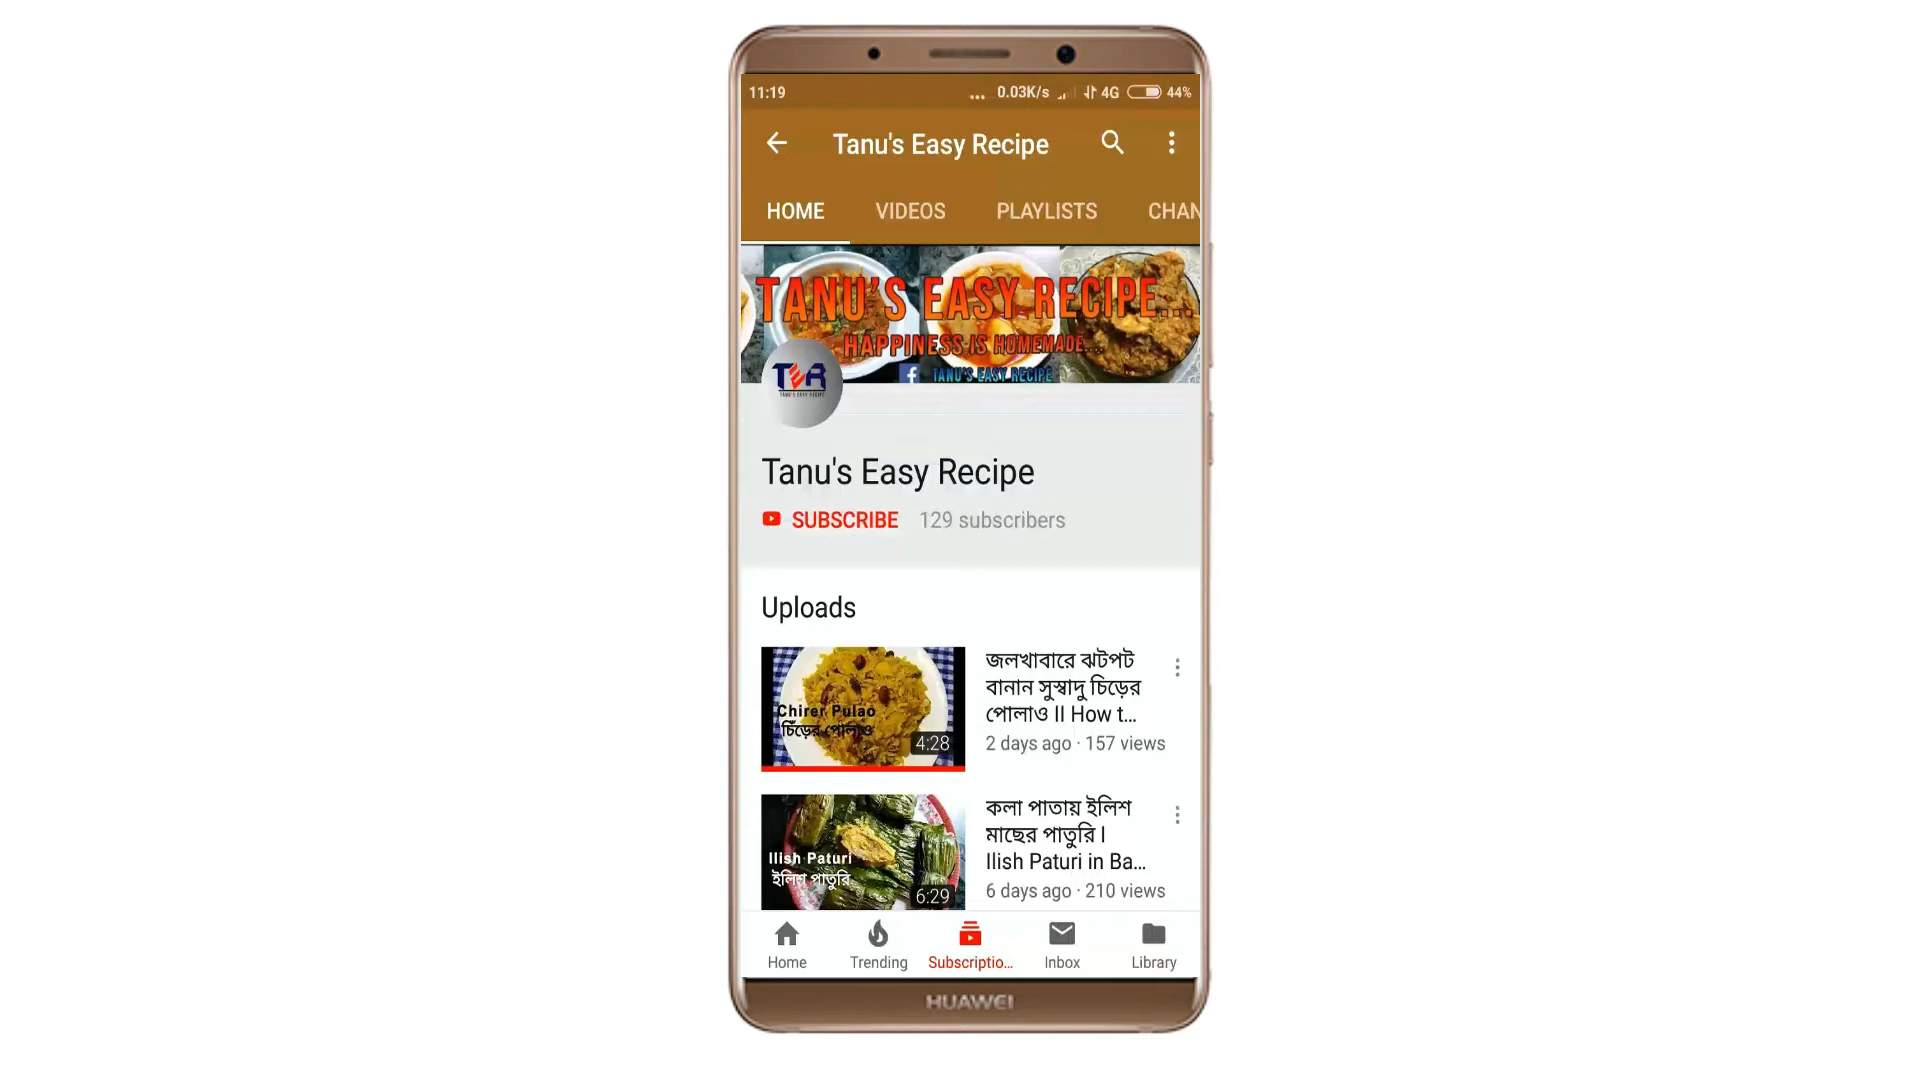 11:19 ... 0.03K/s 4G 44%
Tanu's Easy Recipe
HOME VIDEOS PLAYLISTS CHAN
TANU'S EASY RECIPE...
HAPPINESS IS HOMEMADE....
f TANU'S EASY RECIPE
TER
TANU'S EASY RECIPE
Tanu's Easy Recipe
SUBSCRIBE 129 subscribers
Uploads
জলখাবারে ঝটপট
বানান সুস্বাদু চিড়ের
পোলাও II How t...
2 days ago · 157 views
Chirer Pulao
চিঁড়ের পোলাও
4:28
কলা পাতায় ইলিশ
মাছের পাতুরি I
Ilish Paturi in Ba...
6 days ago · 210 views
Ilish Paturi
ইলিশ পাতুরি
6:29
Home Trending Subscriptio... Inbox Library
HUAWEI